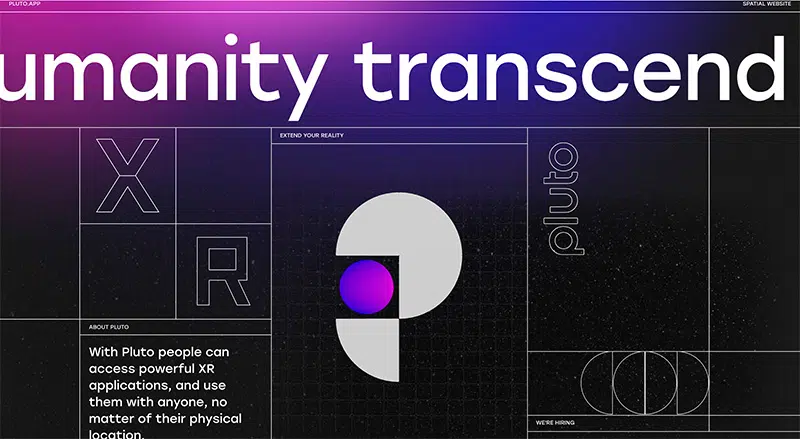 PLUTO.APP
SPATIAL WEBSITE
umanity transcend
EXTEND YOUR REALITY
X
R
pluto
ABOUT PLUTO
With Pluto people can
access powerful XR
applications, and use
them with anyone, no
matter of their physical
location.
WE'RE HIRING